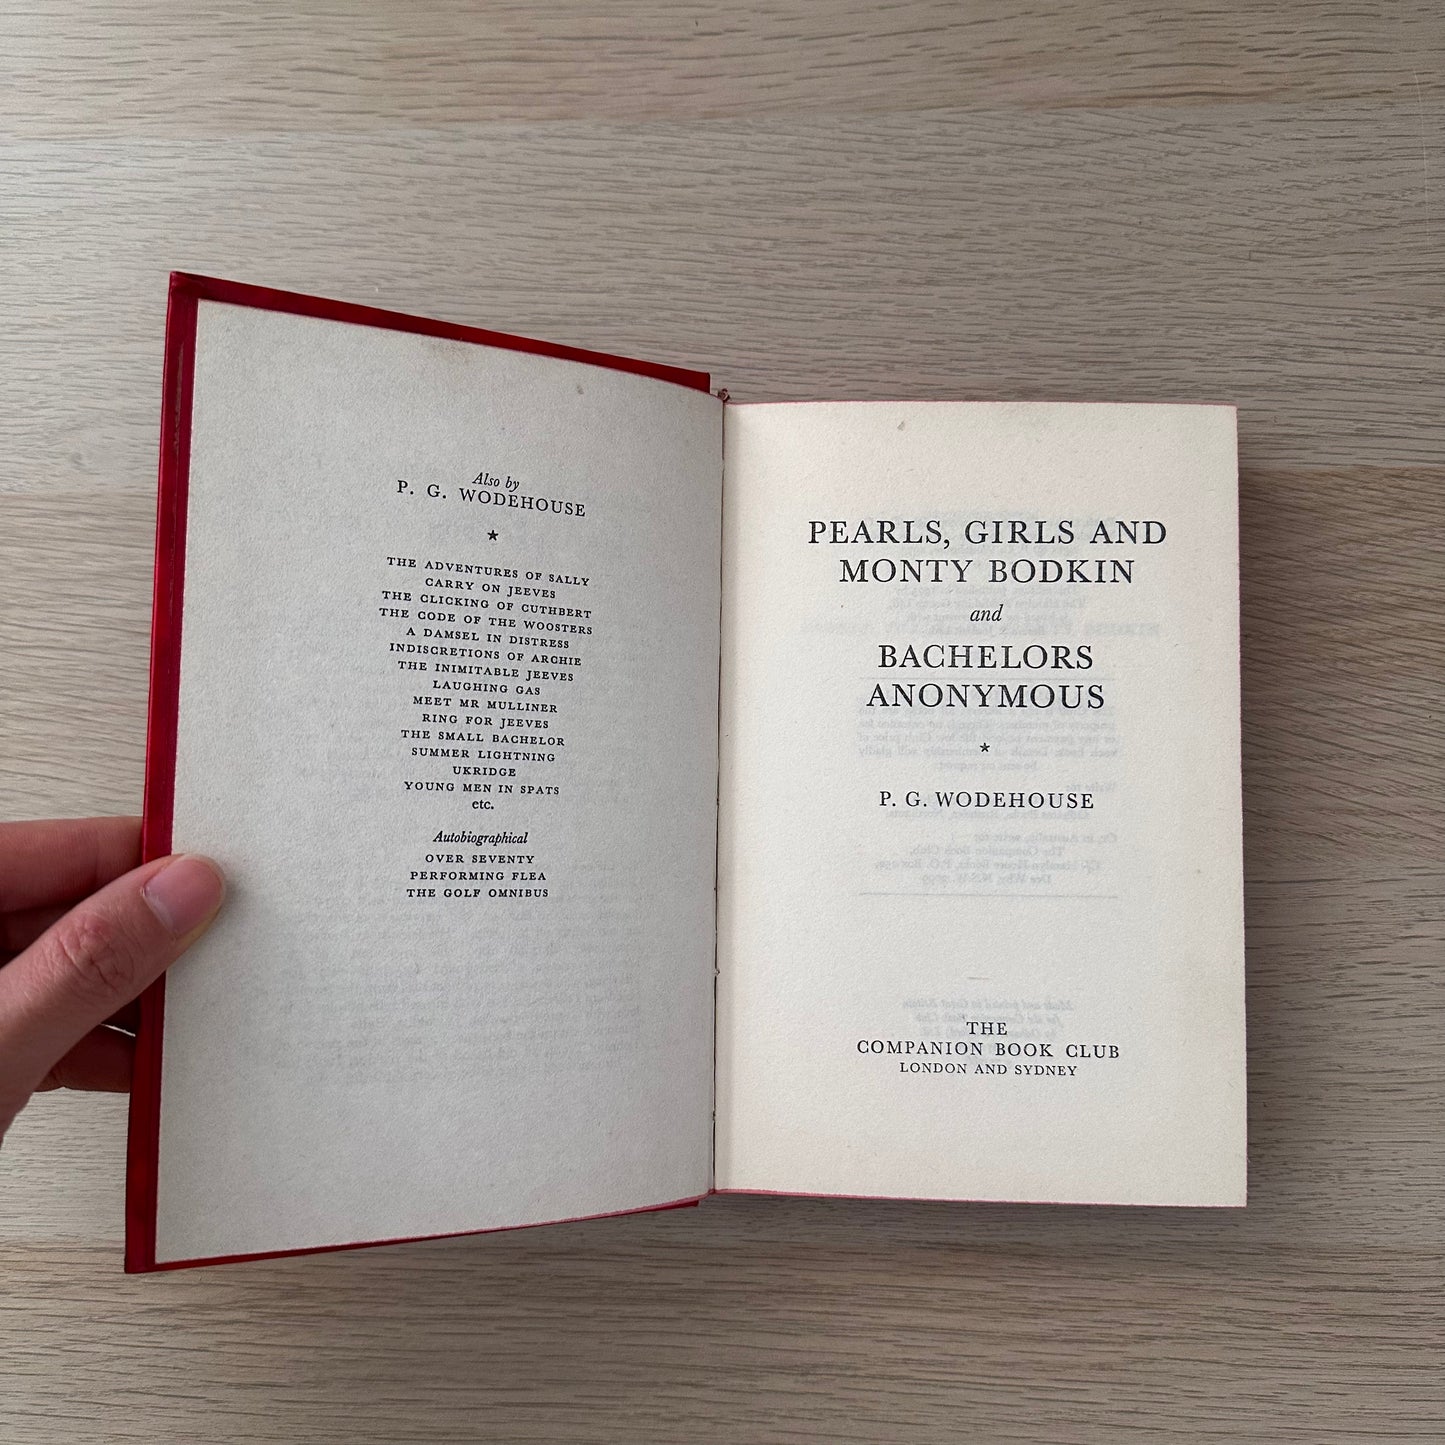 Also by
P. G. WODEHOUSE
★
THE ADVENTURES OF SALLY
CARRY ON JEEVES
THE CLICKING OF CUTHBERT
THE CODE OF THE WOOSTERS
A DAMSEL IN DISTRESS
INDISCRETIONS OF ARCHIE
THE INIMITABLE JEEVES
LAUGHING GAS
MEET MR MULLINER
RING FOR JEEVES
THE SMALL BACHELOR
SUMMER LIGHTNING
UKRIDGE
YOUNG MEN IN SPATS
etc.
Autobiographical
OVER SEVENTY
PERFORMING FLEA
THE GOLF OMNIBUS
PEARLS, GIRLS AND
MONTY BODKIN
and
BACHELORS
ANONYMOUS
★
P. G. WODEHOUSE
THE
COMPANION BOOK CLUB
LONDON AND SYDNEY